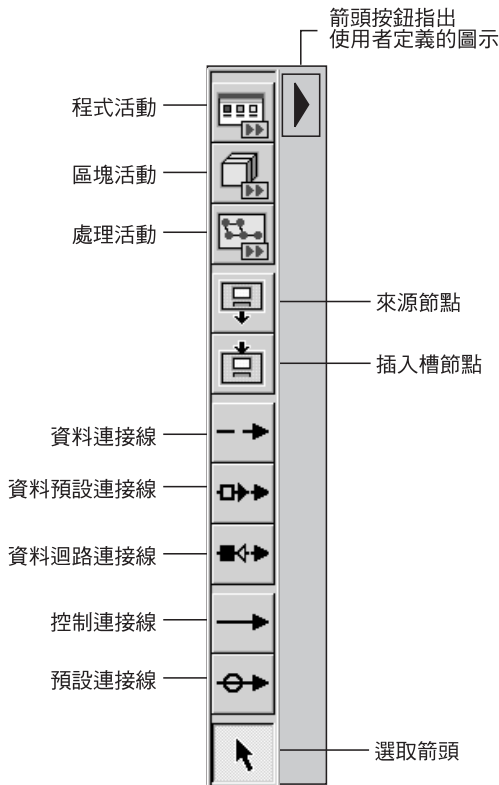 箭頭按鈕指出
使用者定義的圖示
程式活動
區塊活動
處理活動
來源節點
插入槽節點
資料連接線
資料預設連接線
資料迴路連接線
控制連接線
預設連接線
選取箭頭